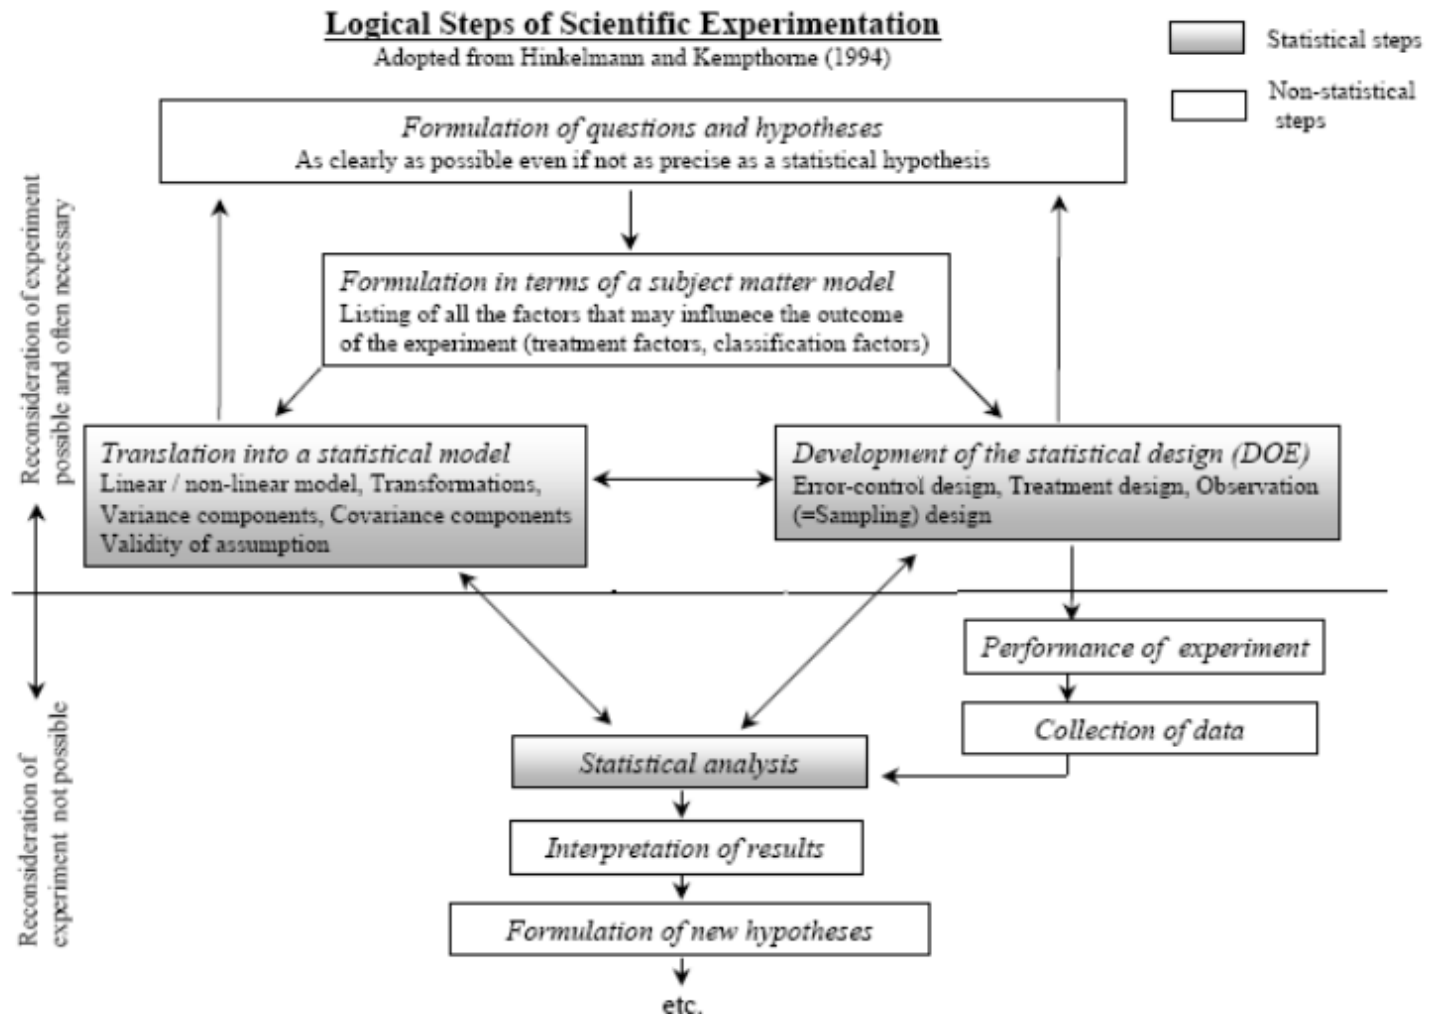 Logical Steps of Scientific Experimentation
Adopted from Hinkelmann and Kempthorne (1994)
Statistical steps
Non-statistical
steps
Formulation of questions and hypotheses
As clearly as possible even if not as precise as a statistical hypothesis
Reconsideration of experiment
possible and often necessary
Formulation in terms of a subject matter model
Listing of all the factors that may influnece the outcome
of the experiment (treatment factors, classification factors)
Translation into a statistical model
Linear / non-linear model, Transformations,
Variance components, Covariance components
Validity of assumption
Development of the statistical design (DOE)
Error-control design, Treatment design, Observation
(=Sampling) design
Performance of experiment
Collection of data
Reconsideration of
experiment not possible
Statistical analysis
Interpretation of results
Formulation of new hypotheses
etc.